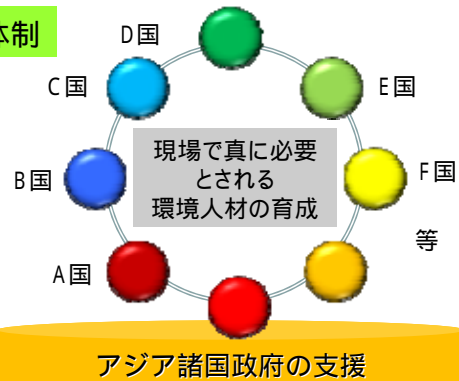 体制
D国
C国
E国
現場で真に必要
とされる
環境人材の育成
B国
F国
等
A国
アジア諸国政府の支援